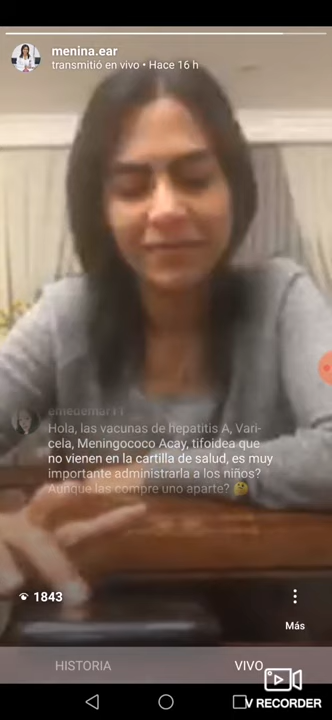 menina.ear
transmitió en vivo • Hace 16 h
emedemar11
Hola, las vacunas de hepatitis A, Vari-
cela, Meningococo Acay, tifoidea que
no vienen en la cartilla de salud, es muy
importante administrarla a los niños?
Aunque las compre uno aparte? 🤔
1843
Más
HISTORIA
VIVO
V RECORDER